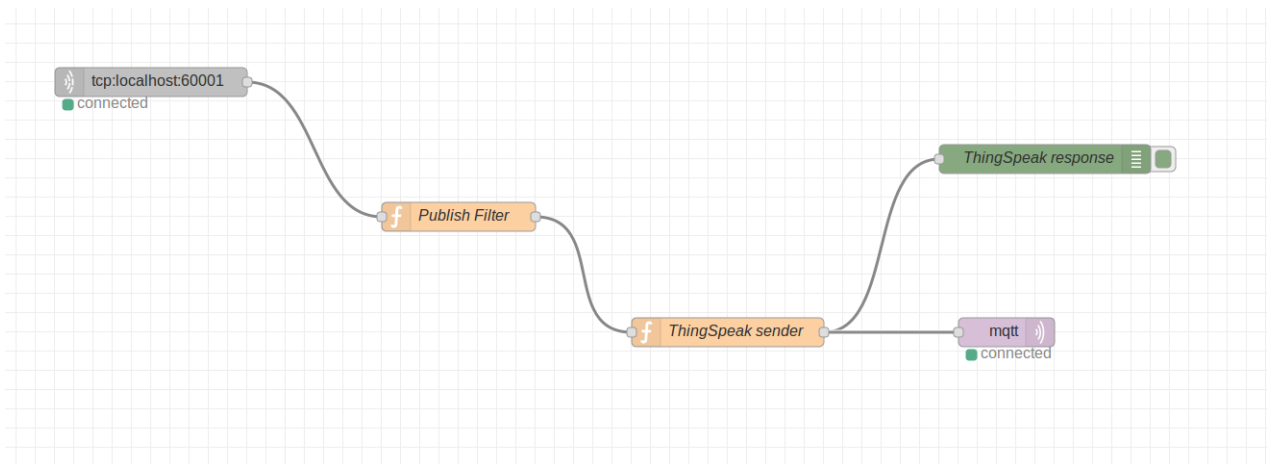 tcp:localhost:60001
connected
ThingSpeak response
Publish Filter
ThingSpeak sender
mqtt
connected